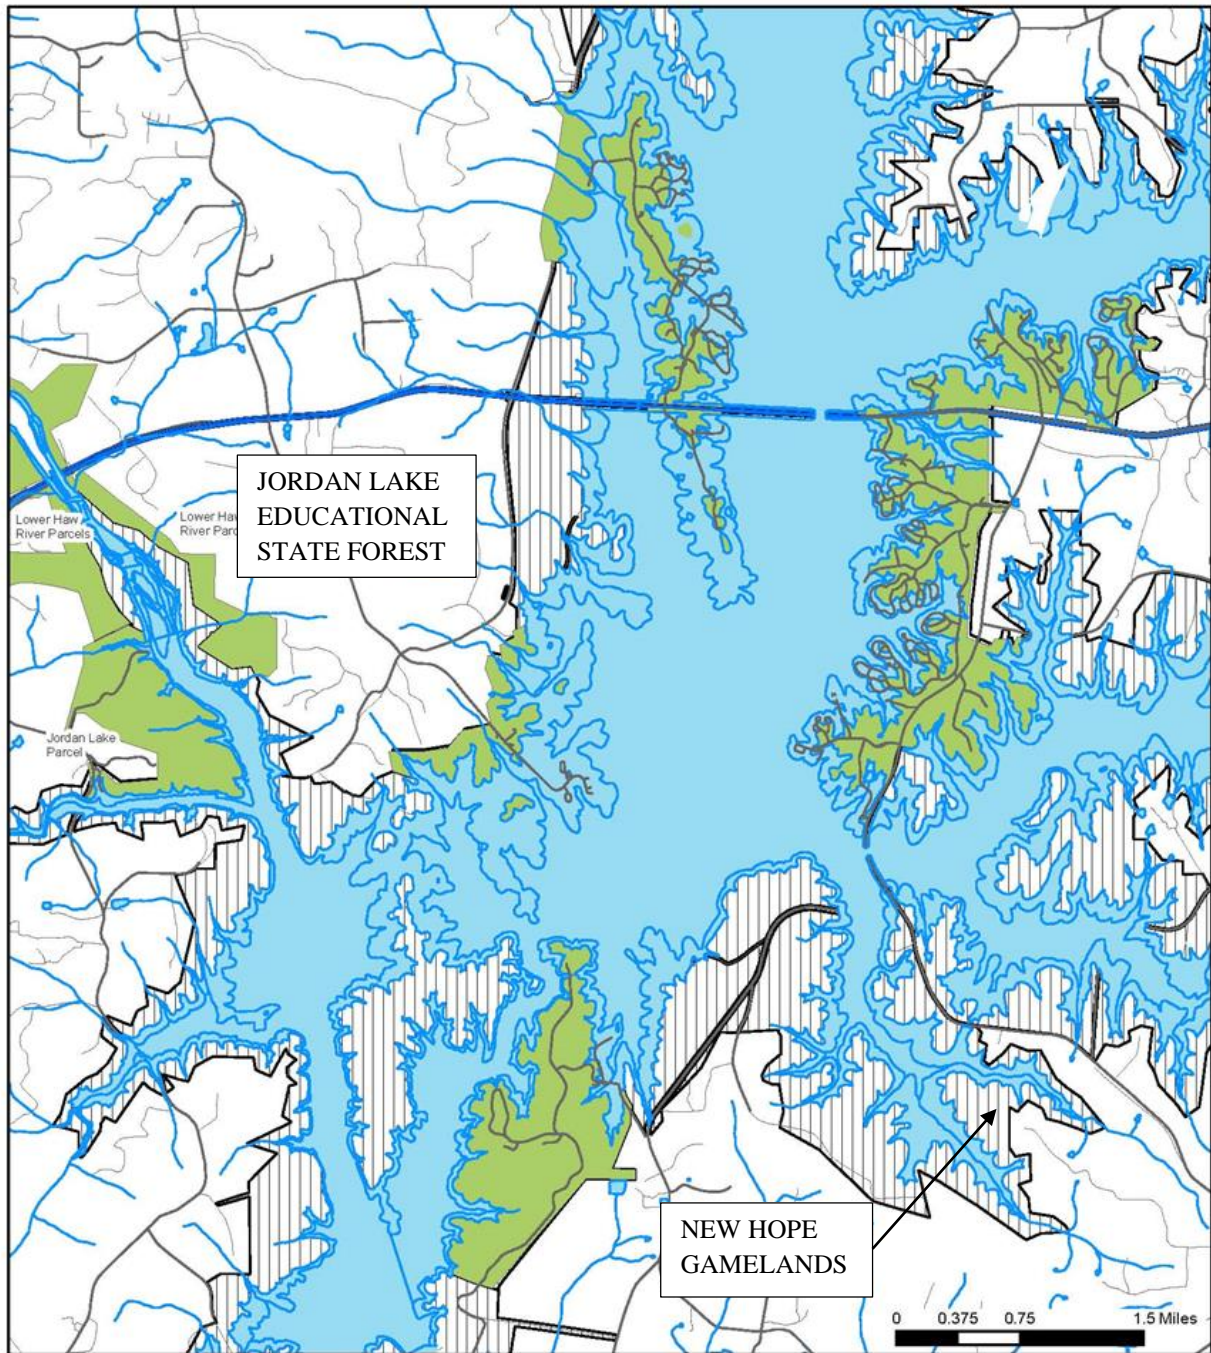 JORDAN LAKE
EDUCATIONAL
STATE FOREST
Lower Haw
River Parcels
Lower Haw
River Parc
Jordan Lake
Parcel
NEW HOPE
GAMELANDS
0 0.375 0.75 1.5 Miles